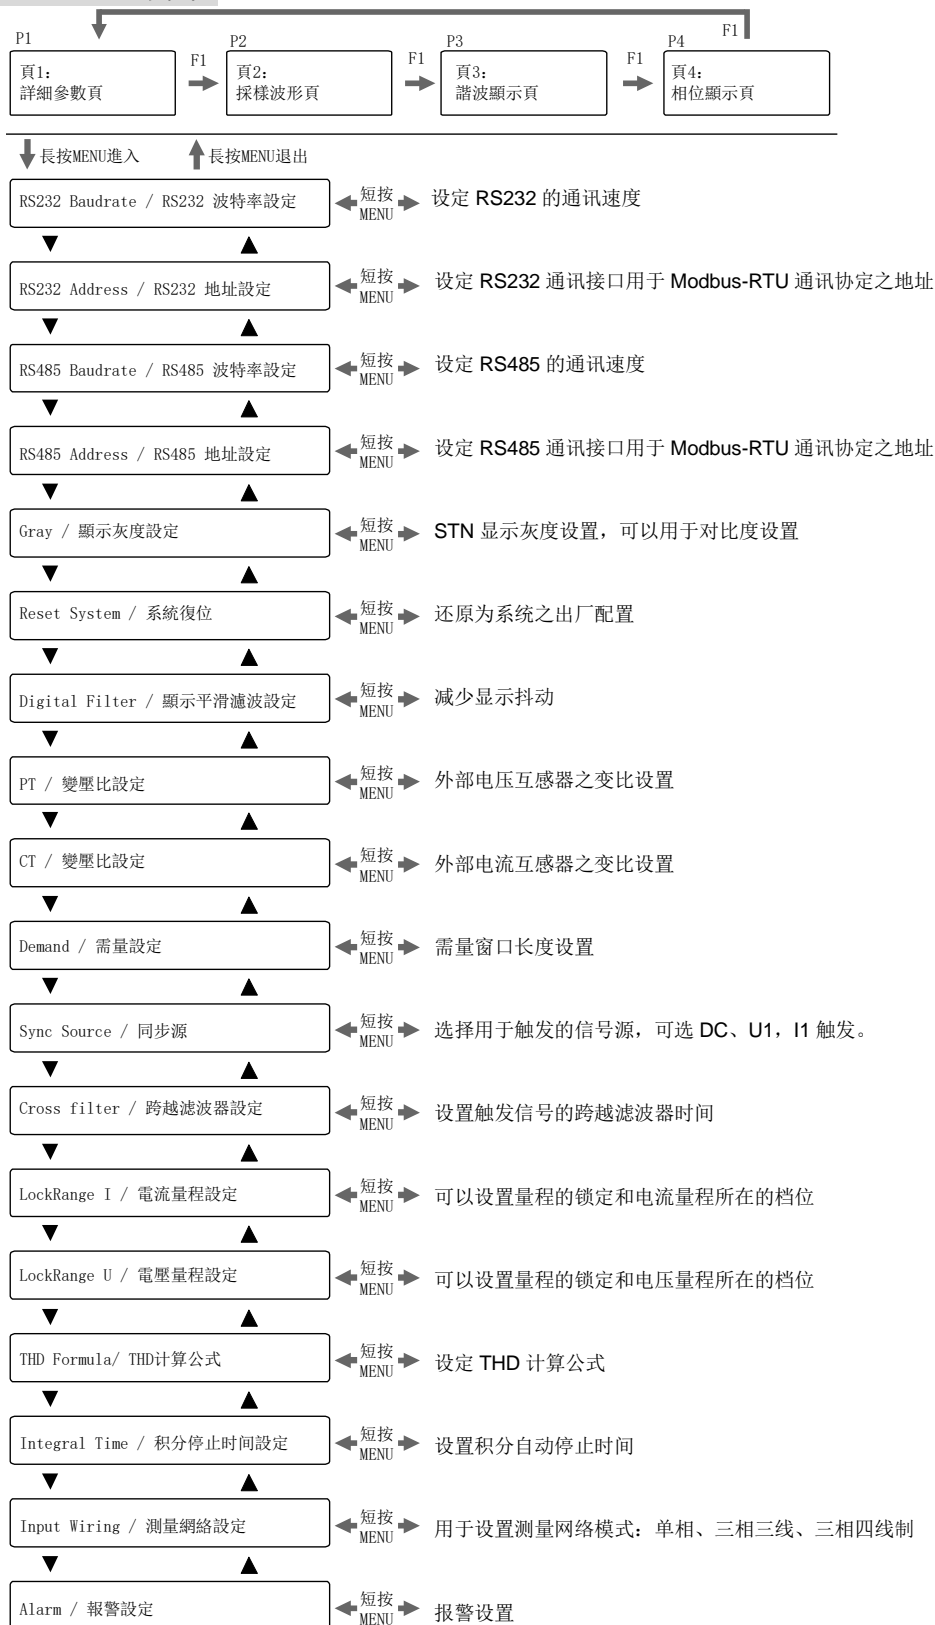 P1
P2
P3
P4
F1
F1
F1
F1
頁1:
詳細參數頁
頁2:
採樣波形頁
頁3:
諧波顯示頁
頁4:
相位顯示頁
長按MENU進入
長按MENU退出
RS232 Baudrate / RS232 波特率設定
短按
MENU
设定 RS232 的通讯速度
RS232 Address / RS232 地址設定
短按
MENU
设定 RS232 通讯接口用于 Modbus-RTU 通讯协定之地址
RS485 Baudrate / RS485 波特率設定
短按
MENU
设定 RS485 的通讯速度
RS485 Address / RS485 地址設定
短按
MENU
设定 RS485 通讯接口用于 Modbus-RTU 通讯协定之地址
Gray / 顯示灰度設定
短按
MENU
STN 显示灰度设置，可以用于对比度设置
Reset System / 系統復位
短按
MENU
还原为系统之出厂配置
Digital Filter / 顯示平滑濾波設定
短按
MENU
减少显示抖动
PT / 變壓比設定
短按
MENU
外部电压互感器之变比设置
CT / 變壓比設定
短按
MENU
外部电流互感器之变比设置
Demand / 需量設定
短按
MENU
需量窗口长度设置
Sync Source / 同步源
短按
MENU
选择用于触发的信号源，可选 DC、U1，I1 触发。
Cross filter / 跨越滤波器設定
短按
MENU
设置触发信号的跨越滤波器时间
LockRange I / 電流量程設定
短按
MENU
可以设置量程的锁定和电流量程所在的档位
LockRange U / 電壓量程設定
短按
MENU
可以设置量程的锁定和电压量程所在的档位
THD Formula/ THD计算公式
短按
MENU
设定 THD 计算公式
Integral Time / 积分停止时间設定
短按
MENU
设置积分自动停止时间
Input Wiring / 測量網絡設定
短按
MENU
用于设置测量网络模式：单相、三相三线、三相四线制
Alarm / 報警設定
短按
MENU
报警设置